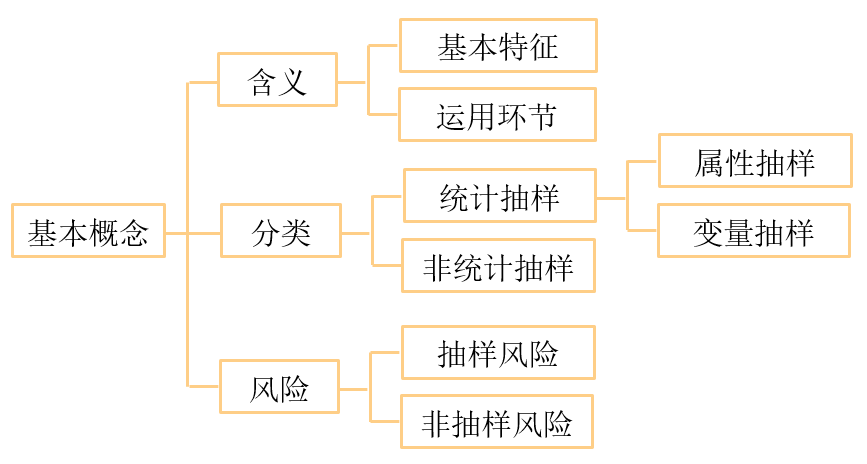 基本概念
含义
基本特征
运用环节
分类
统计抽样
属性抽样
变量抽样
非统计抽样
风险
抽样风险
非抽样风险